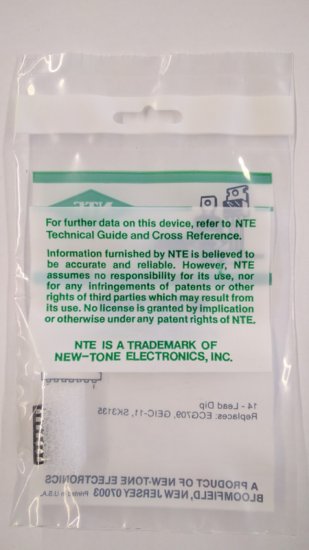 NTE
For further data on this device, refer to NTE
Technical Guide and Cross Reference.
Information furnished by NTE is believed to
be accurate and reliable. However, NTE
assumes no responsibility for its use, nor
for any infringements of patents or other
rights of third parties which may result from
its use. No license is granted by implication
or otherwise under any patent rights of NTE.
NTE IS A TRADEMARK OF
NEW-TONE ELECTRONICS, INC.
14 - Lead Dip
Replaces: ECG709, GEIC-11, SK3135
A PRODUCT OF NEW-TONE ELECTRONICS
BLOOMFIELD, NEW JERSEY 07003 Printed in U.S.A.